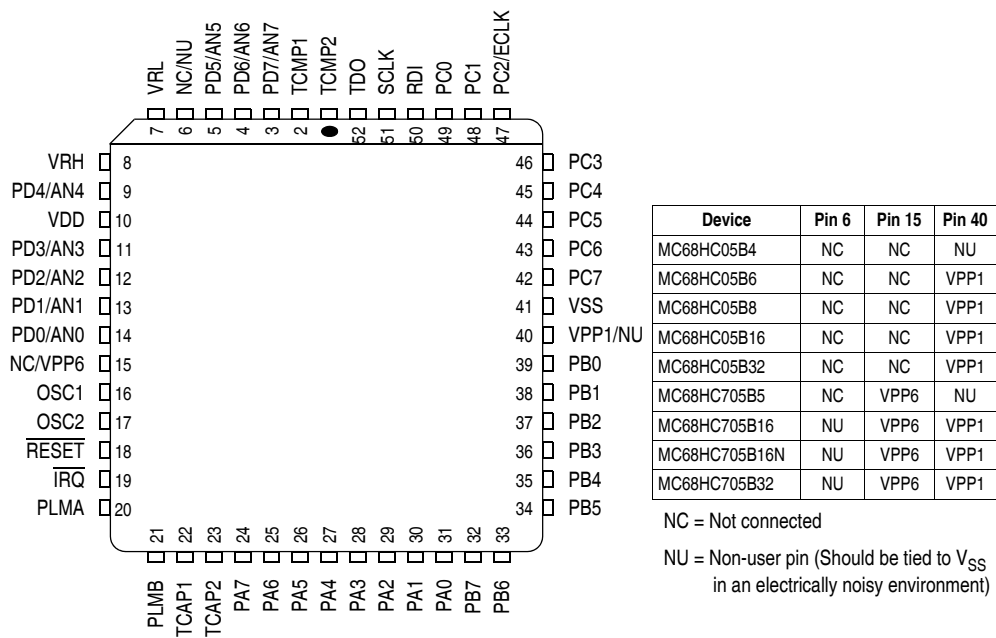 VRL
NC/NU
PD5/AN5
PD6/AN6
PD7/AN7
TCMP1
TCMP2
TDO
SCLK
RDI
PC0
PC1
PC2/ECLK
7
6
5
4
3
2
52
51
50
49
48
47
VRH 8
PD4/AN4 9
VDD 10
PD3/AN3 11
PD2/AN2 12
PD1/AN1 13
PD0/AN0 14
NC/VPP6 15
OSC1 16
OSC2 17
RESET 18
IRQ 19
PLMA 20
46 PC3
45 PC4
44 PC5
43 PC6
42 PC7
41 VSS
40 VPP1/NU
39 PB0
38 PB1
37 PB2
36 PB3
35 PB4
34 PB5
21
22
23
24
25
26
27
28
29
30
31
32
33
PLMB
TCAP1
TCAP2
PA7
PA6
PA5
PA4
PA3
PA2
PA1
PA0
PB7
PB6
Device Pin 6 Pin 15 Pin 40
MC68HC05B4 NC NC NU
MC68HC05B6 NC NC VPP1
MC68HC05B8 NC NC VPP1
MC68HC05B16 NC NC VPP1
MC68HC05B32 NC NC VPP1
MC68HC705B5 NC VPP6 NU
MC68HC705B16 NU VPP6 VPP1
MC68HC705B16N NU VPP6 VPP1
MC68HC705B32 NU VPP6 VPP1
NC = Not connected
NU = Non-user pin (Should be tied to VSS
in an electrically noisy environment)